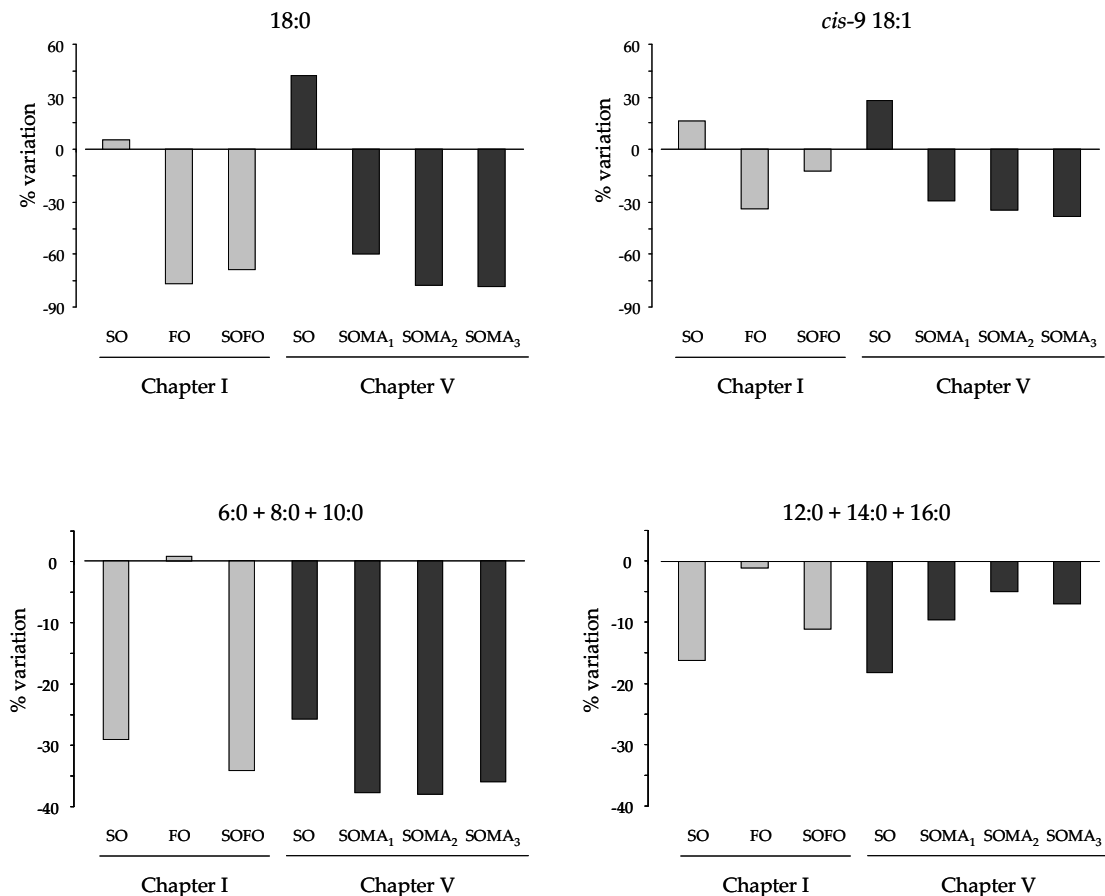 18:0
60
30
0
-30
-60
-90
% variation
SO FO SOFO SO SOMA₁ SOMA₂ SOMA₃
Chapter I Chapter V
cis-9 18:1
60
30
0
-30
-60
-90
% variation
SO FO SOFO SO SOMA₁ SOMA₂ SOMA₃
Chapter I Chapter V
6:0 + 8:0 + 10:0
0
-10
-20
-30
-40
% variation
SO FO SOFO SO SOMA₁ SOMA₂ SOMA₃
Chapter I Chapter V
12:0 + 14:0 + 16:0
0
-10
-20
-30
-40
% variation
SO FO SOFO SO SOMA₁ SOMA₂ SOMA₃
Chapter I Chapter V